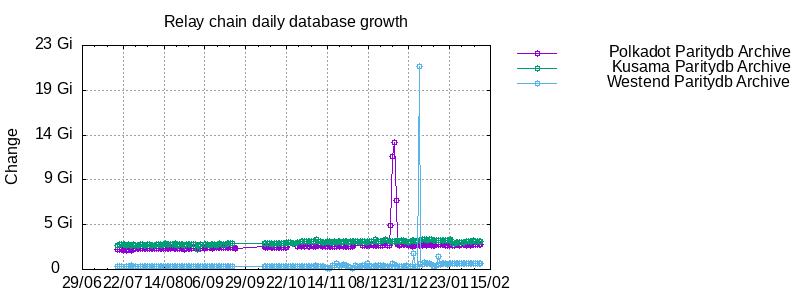 Relay chain daily database growth
23 Gi
Polkadot Paritydb Archive
Kusama Paritydb Archive
Westend Paritydb Archive
19 Gi
14 Gi
Change
9 Gi
5 Gi
0
29/06 22/07 14/08 06/09 29/09 22/10 14/11 08/12 31/12 23/01 15/02